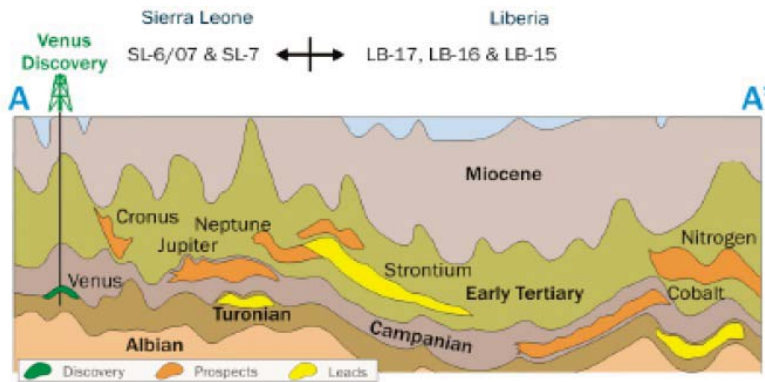 Sierra Leone
Liberia
Venus
Discovery
SL-6/07 & SL-7
LB-17, LB-16 & LB-15
A
A'
Miocene
Cronus
Neptune
Jupiter
Nitrogen
Strontium
Venus
Early Tertiary
Cobalt
Turonian
Campanian
Albian
Discovery
Prospects
Leads